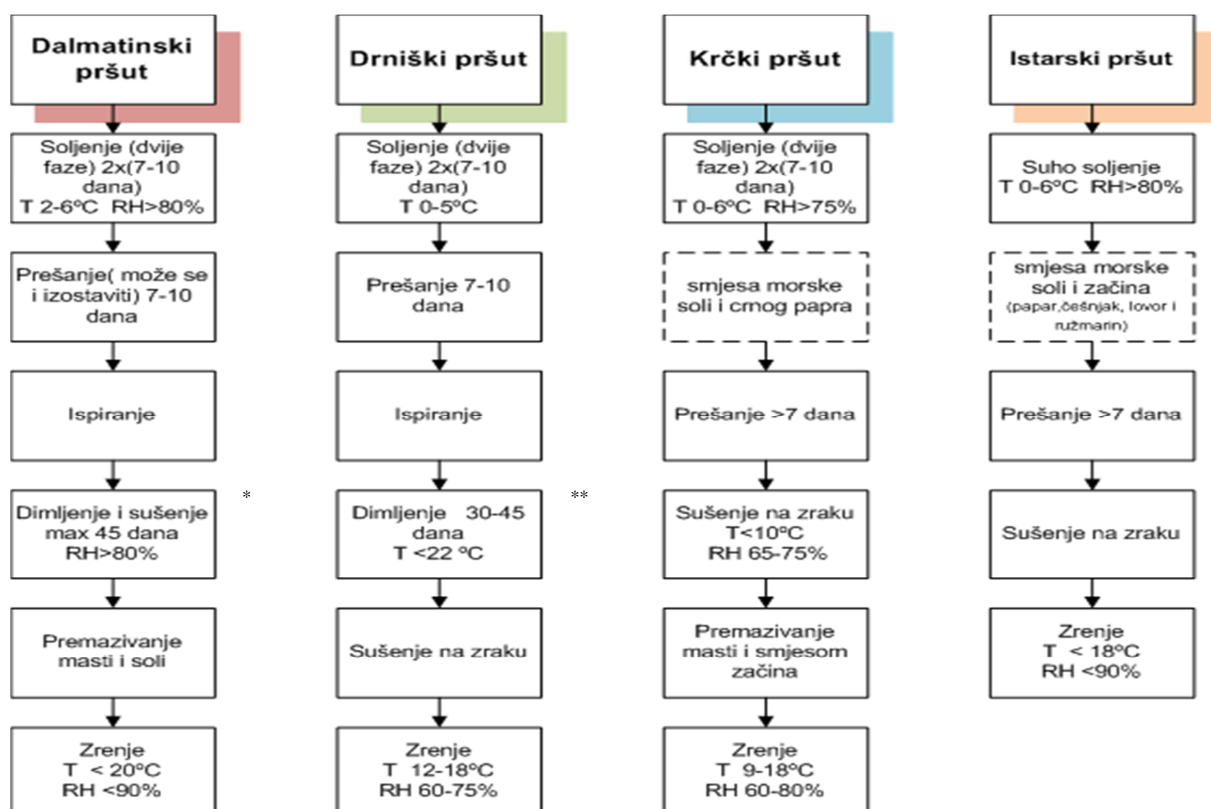 Dalmatinski
pršut
Soljenje (dvije
faze) 2x(7-10
dana)
T 2-6ºC RH>80%
Prešanje( može se
i izostaviti) 7-10
dana
Ispiranje
Dimljenje i sušenje
max 45 dana
RH>80%
*
Premazivanje
masti i soli
Zrenje
T < 20ºC
RH <90%
Drniški pršut
Soljenje (dvije
faze) 2x(7-10
dana)
T 0-5ºC
Prešanje 7-10
dana
Ispiranje
Dimljenje 30-45
dana
T <22 ºC
**
Sušenje na zraku
Zrenje
T 12-18ºC
RH 60-75%
Krčki pršut
Soljenje (dvije
faze) 2x(7-10
dana)
T 0-6ºC RH>75%
smjesa morske
soli i crnog papra
Prešanje >7 dana
Sušenje na zraku
T<10ºC
RH 65-75%
Premazivanje
masti i smjesom
začina
Zrenje
T 9-18ºC
RH 60-80%
Istarski pršut
Suho soljenje
T 0-6ºC RH>80%
smjesa morske
soli i začina
(papar,češnjak, lovor i
ružmarin)
Prešanje >7 dana
Sušenje na zraku
Zrenje
T < 18ºC
RH <90%